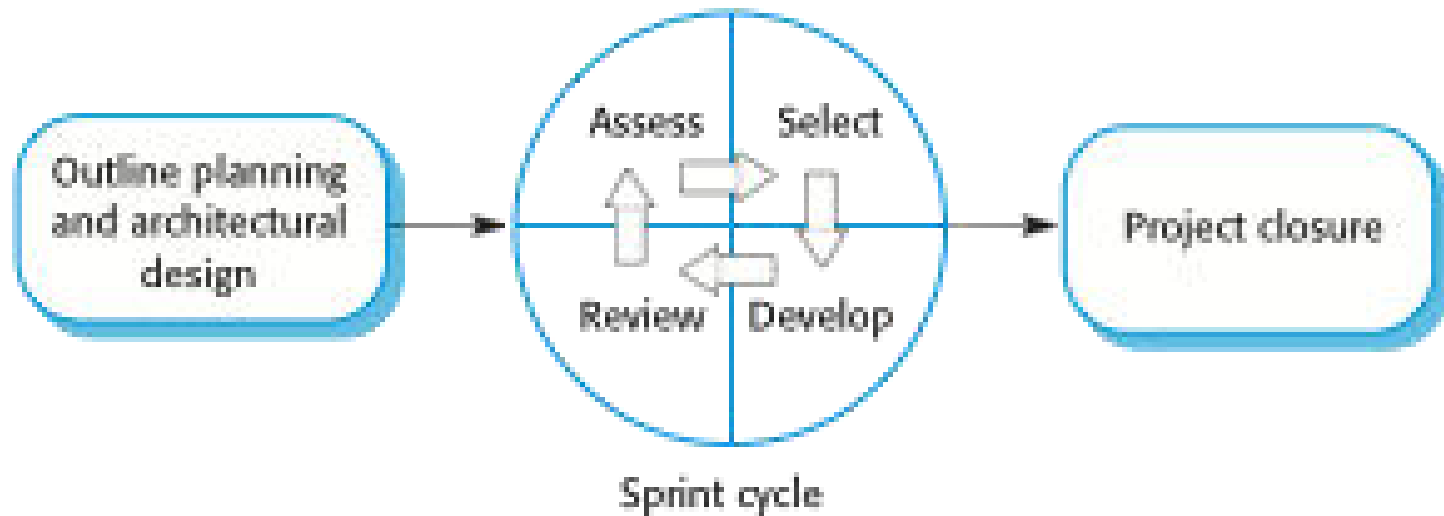 Outline planning
and architectural
design
Assess
Select
Review
Develop
Sprint cycle
Project closure